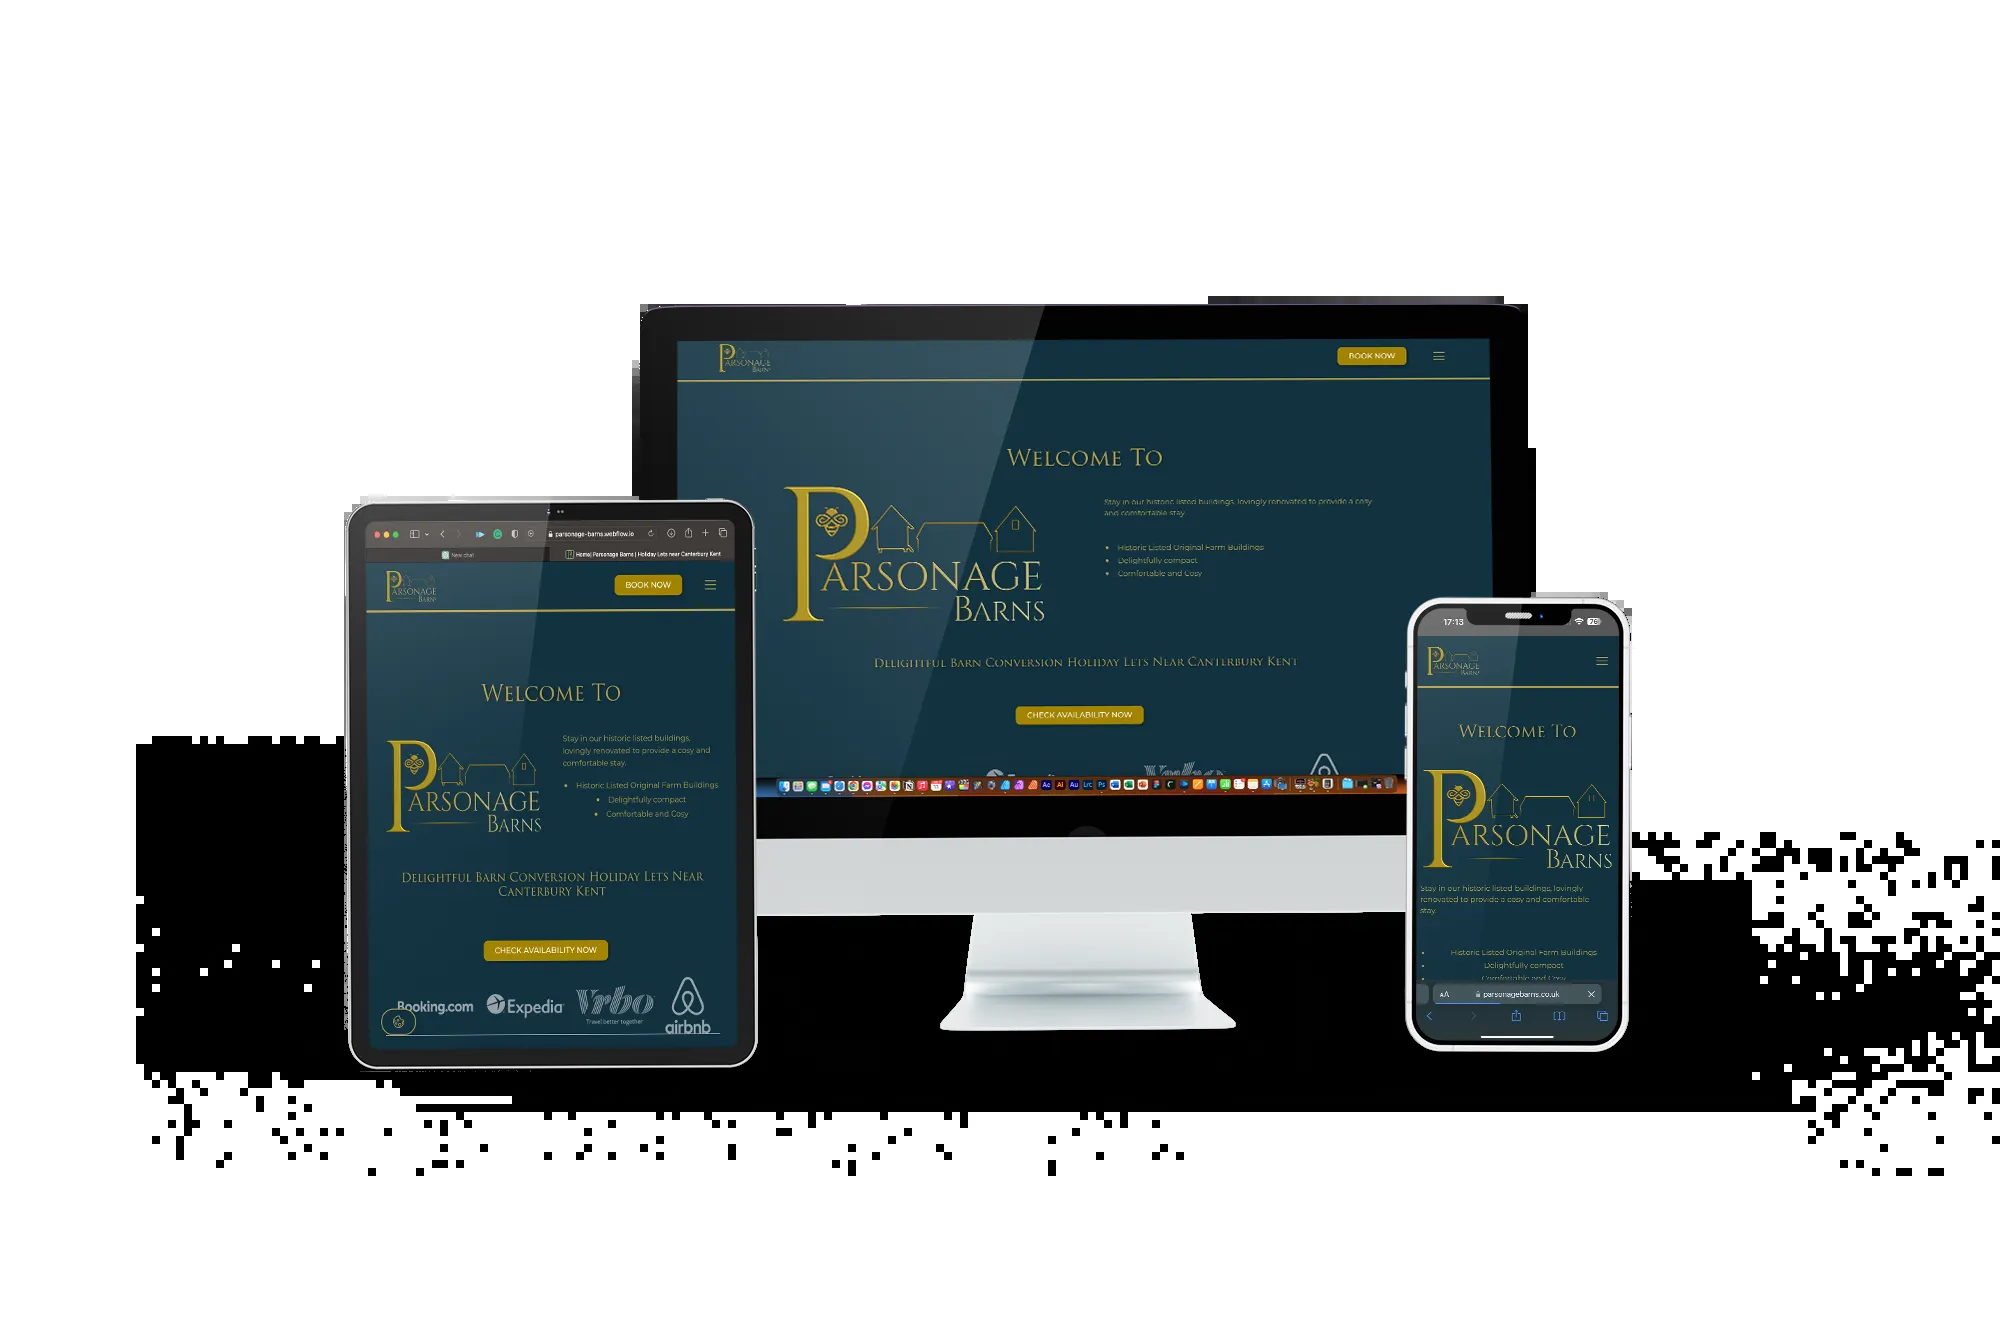 PARSONAGE
BARNS
BOOK NOW
WELCOME TO
PARSONAGE
BARNS
Stay in our historic listed buildings, lovingly renovated to provide a cosy
and comfortable stay.
• Historic Listed Original Farm Buildings
• Delightfully compact
• Comfortable and Cosy
DELIGHTFUL BARN CONVERSION HOLIDAY LETS NEAR CANTERBURY KENT
CHECK AVAILABILITY NOW
Vrbo
Ae
Ai
Au
Lrc
Ps
parsonage-barns.webflow.io
New chat
Home| Parsonage Barns | Holiday Lets near Canterbury Kent
PARSONAGE
BARNS
BOOK NOW
WELCOME TO
PARSONAGE
BARNS
Stay in our historic listed buildings,
lovingly renovated to provide a cosy and
comfortable stay.
• Historic Listed Original Farm Buildings
• Delightfully compact
• Comfortable and Cosy
DELIGHTFUL BARN CONVERSION HOLIDAY LETS NEAR
CANTERBURY KENT
CHECK AVAILABILITY NOW
Booking.com
Expedia
Vrbo
Travel better together
airbnb
17:13
76
PARSONAGE
BARNS
WELCOME TO
PARSONAGE
BARNS
Stay in our historic listed buildings, lovingly
renovated to provide a cosy and comfortable
stay.
• Historic Listed Original Farm Buildings
• Delightfully compact
• Comfortable and Cosy
AA
parsonagebarns.co.uk